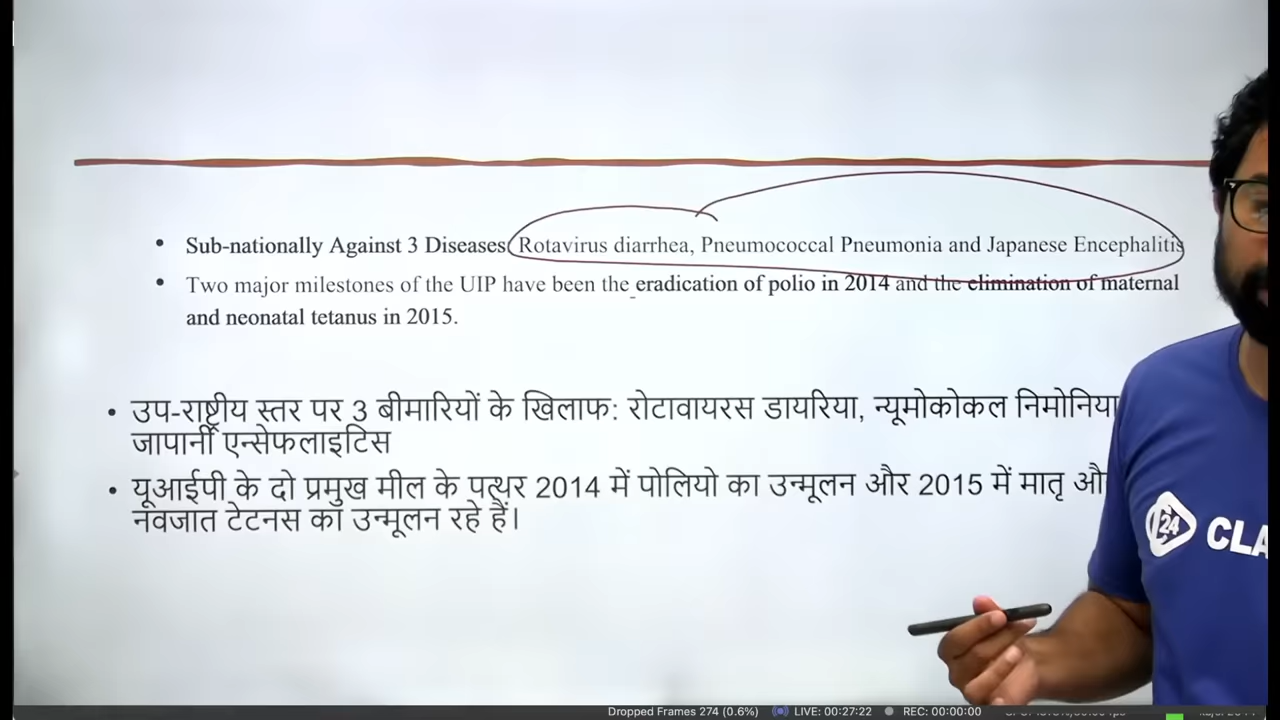 • Sub-nationally Against 3 Diseases: Rotavirus diarrhea, Pneumococcal Pneumonia and Japanese Encephalitis
• Two major milestones of the UIP have been the eradication of polio in 2014 and the elimination of maternal
and neonatal tetanus in 2015.
• उप-राष्ट्रीय स्तर पर 3 बीमारियों के खिलाफ: रोटावायरस डायरिया, न्यूमोकोकल निमोनिया
जापानी एन्सेफलाइटिस
• यूआईपी के दो प्रमुख मील के पत्थर 2014 में पोलियो का उन्मूलन और 2015 में मातृ औ
नवजात टेटनस का उन्मूलन रहे हैं।
24 CLA
Dropped Frames 274 (0.6%) LIVE: 00:27:22 REC: 00:00:00